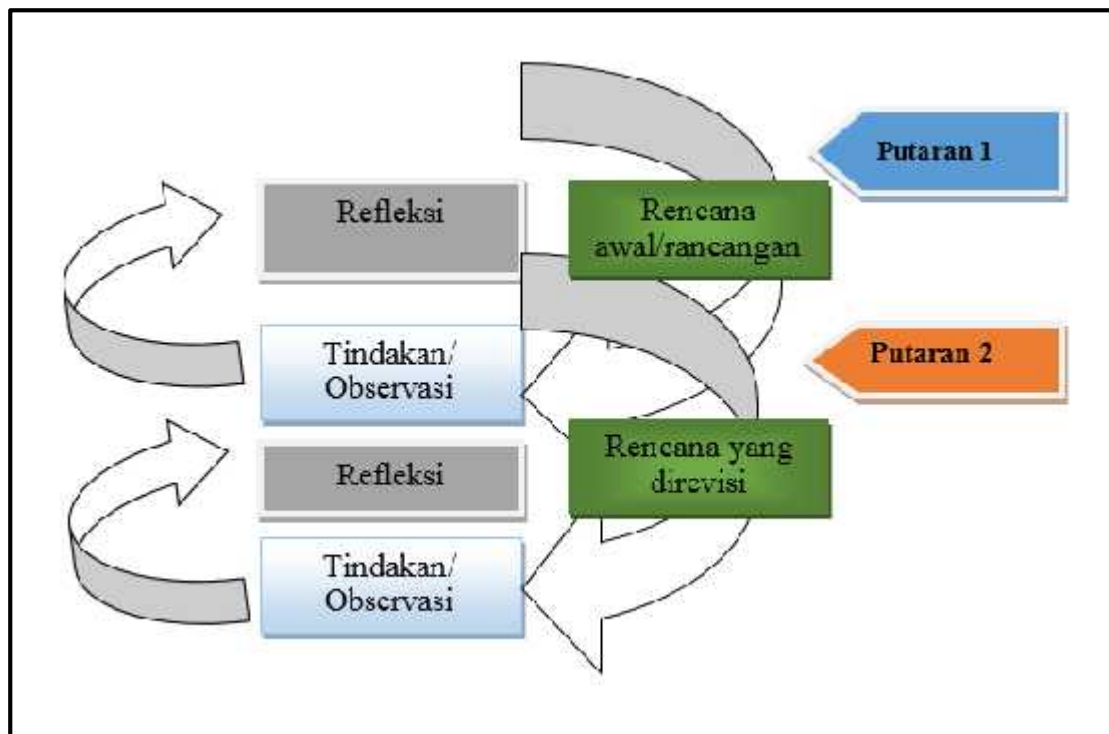 Putaran 1
Refleksi
Rencana
awal/rancangan
Putaran 2
Tindakan/
Observasi
Rencana yang
direvisi
Refleksi
Tindakan/
Observasi